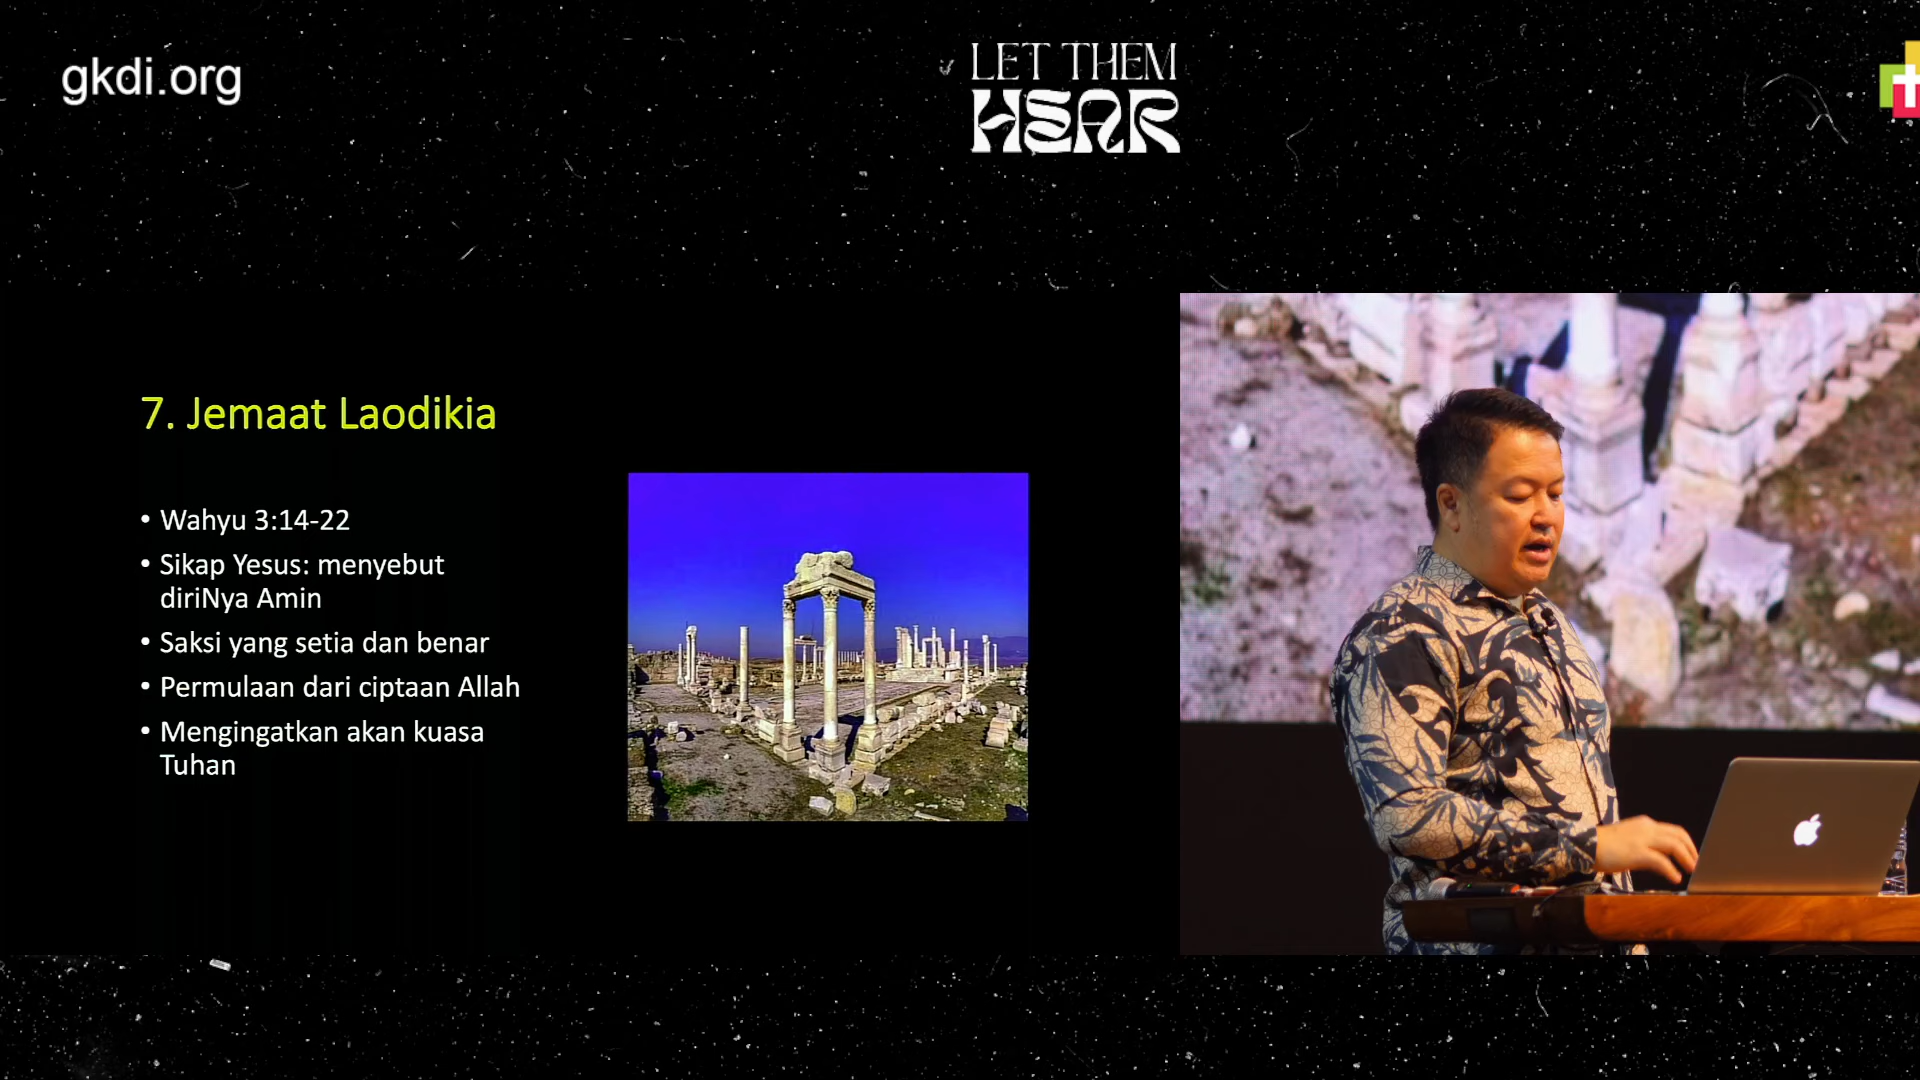 gkdi.org
LET THEM
HEAR
7. Jemaat Laodikia
• Wahyu 3:14-22
• Sikap Yesus: menyebut
diriNya Amin
• Saksi yang setia dan benar
• Permulaan dari ciptaan Allah
• Mengingatkan akan kuasa
Tuhan